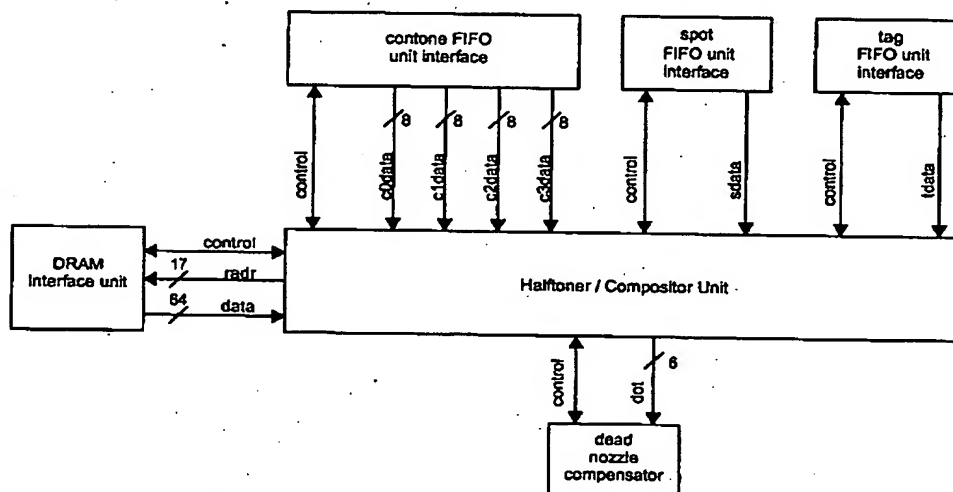 contone FIFO
unit interface
spot
FIFO unit
interface
tag
FIFO unit
interface
8
8
8
8
control
c0data
c1data
c2data
c3data
control
sdata
control
tdata
DRAM
interface unit
control
17
radr
64
data
Halftoner / Compositor Unit
control
6
dot
dead
nozzle
compensator